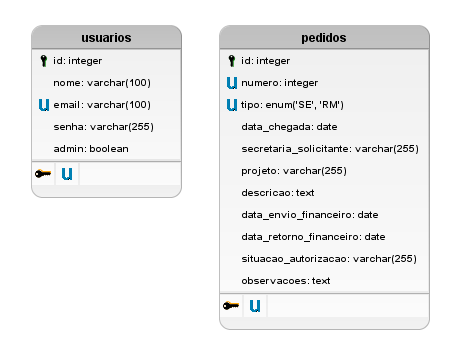 usuarios
id: integer
nome: varchar(100)
U email: varchar(100)
senha: varchar(255)
admin: boolean
U
pedidos
id: integer
U numero: integer
U tipo: enum('SE', 'RM')
data_chegada: date
secretaria_solicitante: varchar(255)
projeto: varchar(255)
descricao: text
data_envio_financeiro: date
data_retorno_financeiro: date
situacao_autorizacao: varchar(255)
observacoes: text
U